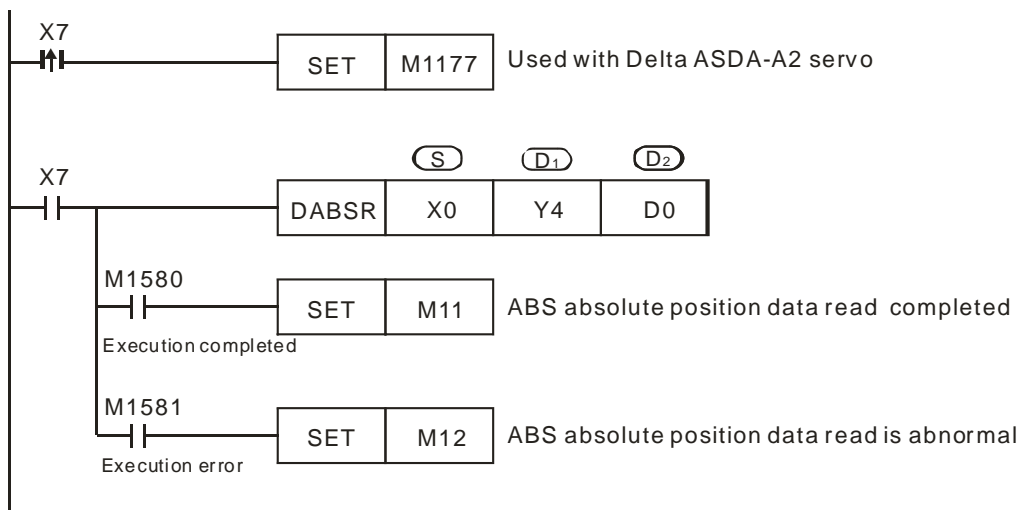 X7
SET M1177 Used with Delta ASDA-A2 servo
S D1 D2
X7
DABSR X0 Y4 D0
M1580
SET M11 ABS absolute position data read completed
Execution completed
M1581
SET M12 ABS absolute position data read is abnormal
Execution error